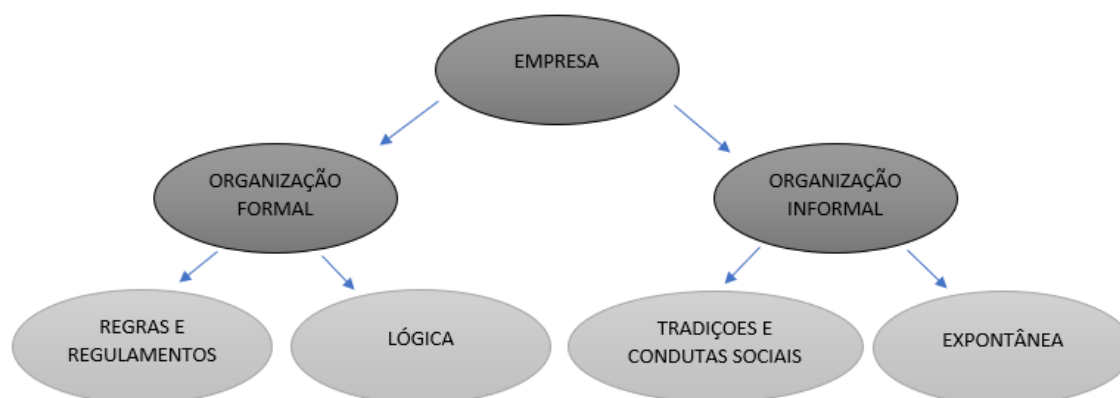 EMPRESA
ORGANIZAÇÃO
FORMAL
ORGANIZAÇÃO
INFORMAL
REGRAS E
REGULAMENTOS
LÓGICA
TRADIÇOES E
CONDUTAS SOCIAIS
EXPONTÂNEA